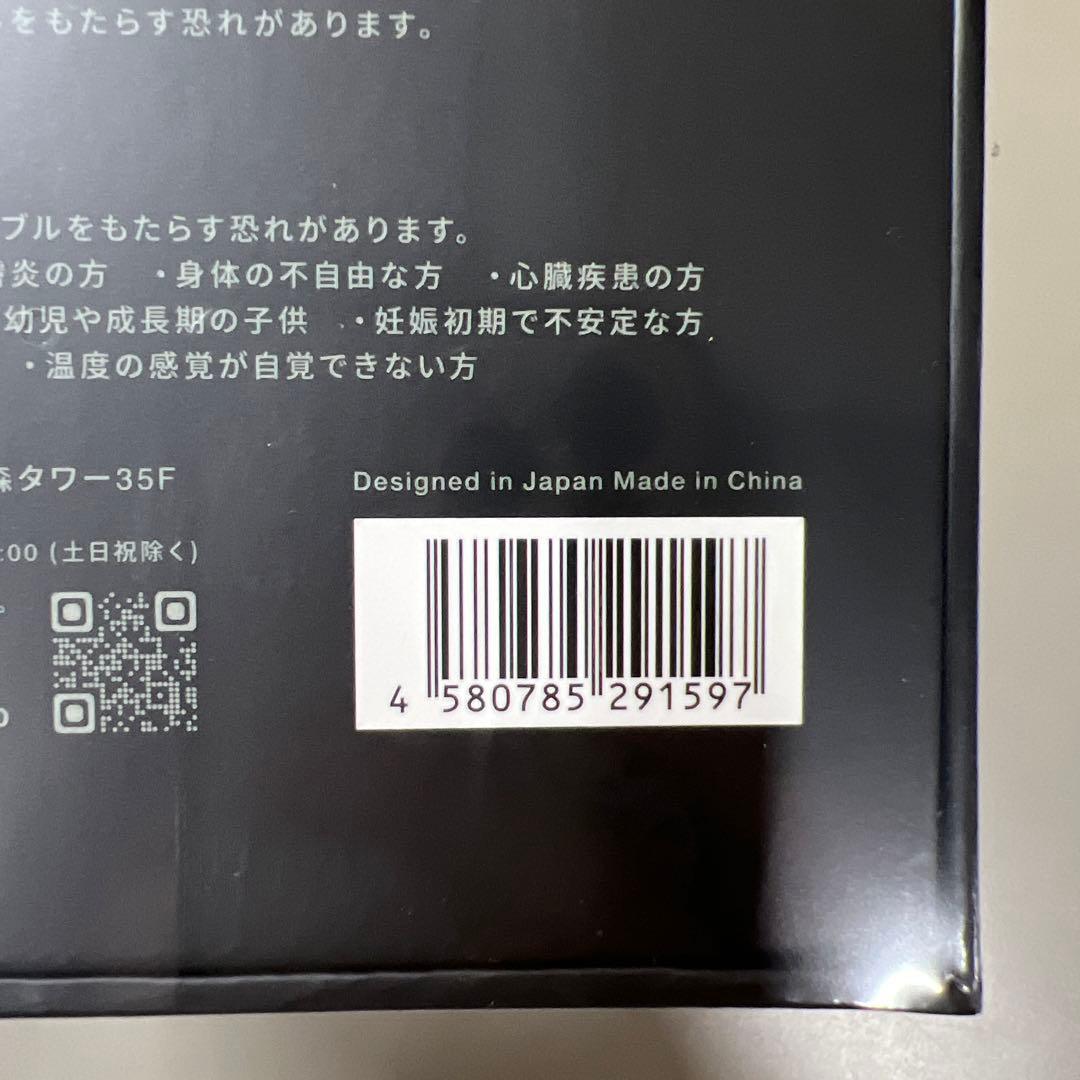 をもたらす恐れがあります。
ブルをもたらす恐れがあります。
炎の方 ・身体の不自由な方 ・心臓疾患の方
幼児や成長期の子供 ・妊娠初期で不安定な方
・温度の感覚が自覚できない方
森タワー35F
Designed in Japan Made in China
:00 (土日祝除く)
4 580785 291597